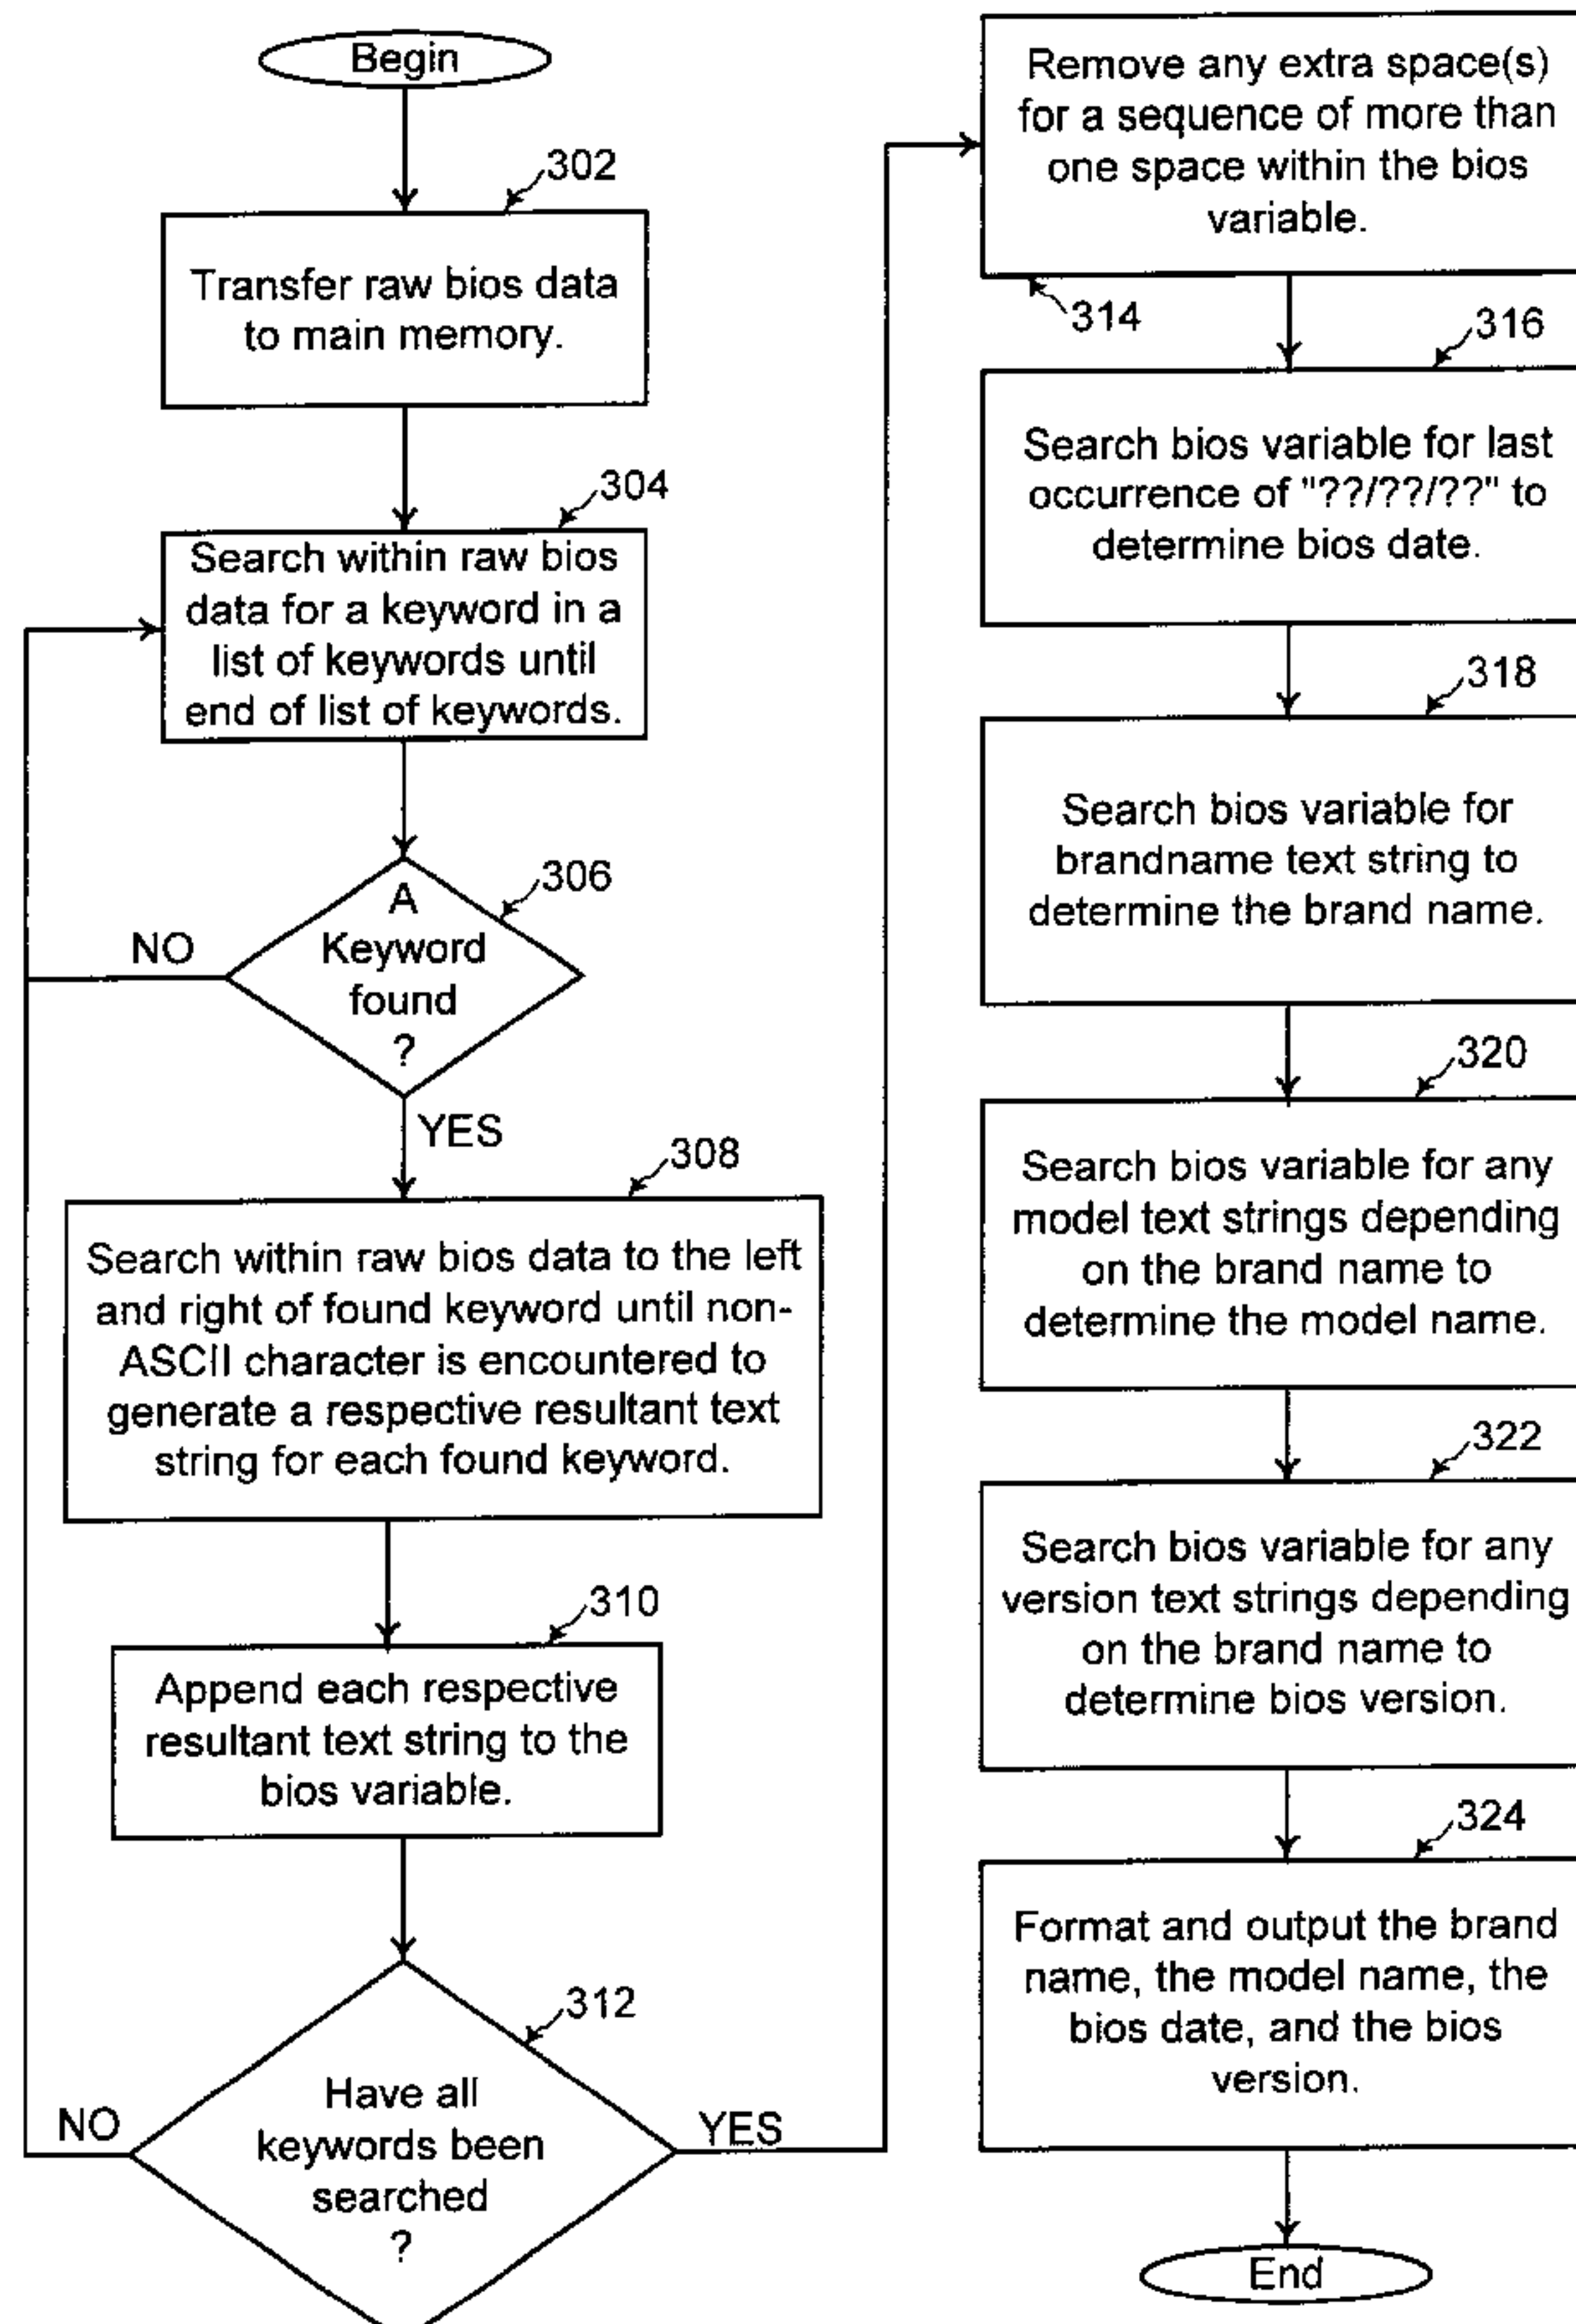 Begin
302
Transfer raw bios data
to main memory.
304
Search within raw bios
data for a keyword in a
list of keywords until
end of list of keywords.
306
A
Keyword
found
?
NO
YES
308
Search within raw bios data to the left
and right of found keyword until non-
ASCII character is encountered to
generate a respective resultant text
string for each found keyword.
310
Append each respective
resultant text string to the
bios variable.
312
Have all
keywords been
searched
?
NO
YES
Remove any extra space(s)
for a sequence of more than
one space within the bios
variable.
314
316
Search bios variable for last
occurrence of "??/??/??" to
determine bios date.
318
Search bios variable for
brandname text string to
determine the brand name.
320
Search bios variable for any
model text strings depending
on the brand name to
determine the model name.
322
Search bios variable for any
version text strings depending
on the brand name to
determine bios version.
324
Format and output the brand
name, the model name, the
bios date, and the bios
version.
End